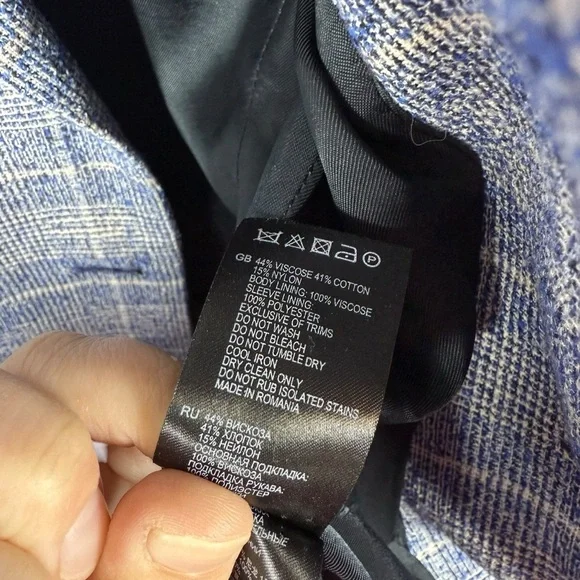 P
GB 44% VISCOSE 41% COTTON
15% NYLON
BODY LINING: 100% VISCOSE
SLEEVE LINING:
100% POLYESTER
EXCLUSIVE OF TRIMS
DO NOT WASH
DO NOT BLEACH
DO NOT TUMBLE DRY
COOL IRON
DRY CLEAN ONLY
DO NOT RUB ISOLATED STAINS
MADE IN ROMANIA
RU 44% ВИСКОЗА
41% ХЛОПОК
15% НЕЙЛОН
ОСНОВНАЯ ПОДКЛАДКА:
100% ВИСКОЗА
ПОДКЛАДКА РУКАВА:
100% ПОЛИЭСТЕР